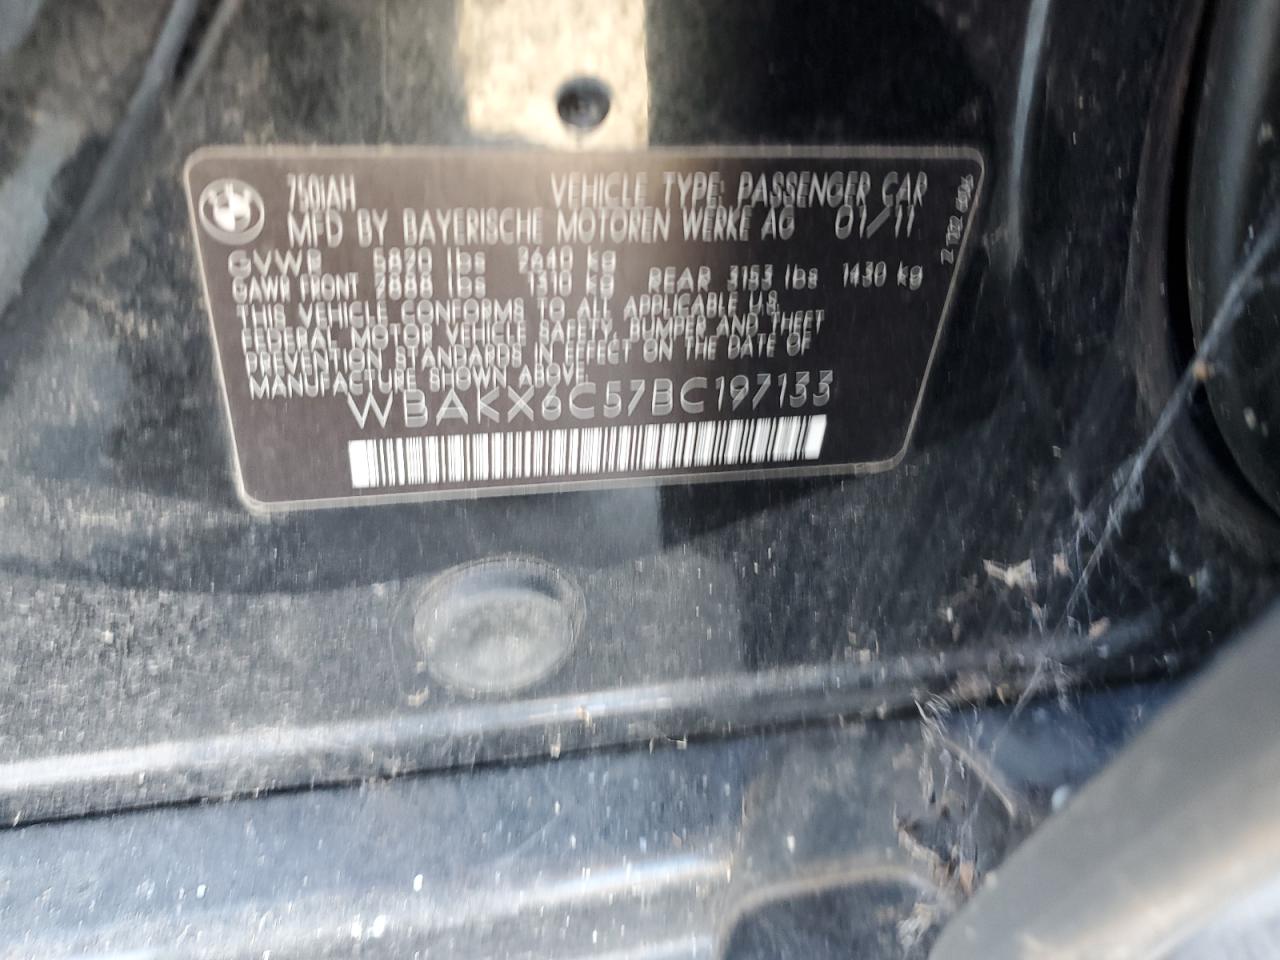 750iAH VEHICLE TYPE: PASSENGER CAR
MFD BY BAYERISCHE MOTOREN WERKE AG 01/11
GVWR 5820 lbs 2640 kg
GAWR FRONT 2888 lbs 1310 kg REAR 3153 lbs 1430 kg
THIS VEHICLE CONFORMS TO ALL APPLICABLE U.S.
FEDERAL MOTOR VEHICLE SAFETY, BUMPER AND THEFT
PREVENTION STANDARDS IN EFFECT ON THE DATE OF
MANUFACTURE SHOWN ABOVE.
WBAKX6C57BC197133